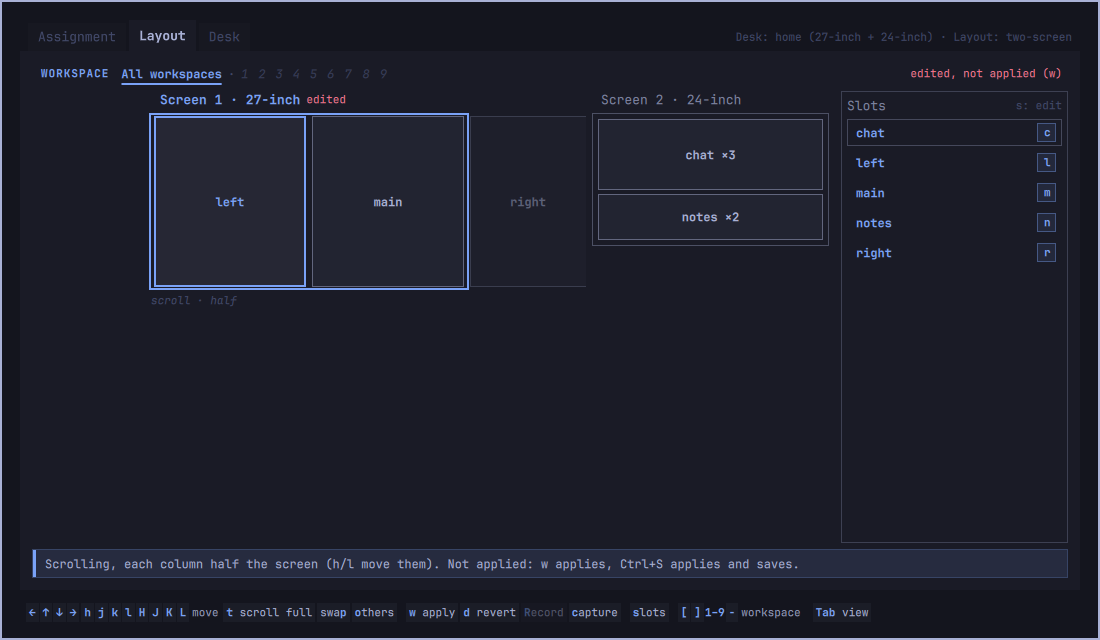 Assignment Layout Desk Desk: home (27-inch + 24-inch) · Layout: two-screen
WORKSPACE All workspaces · 1 2 3 4 5 6 7 8 9 edited, not applied (w)
Screen 1 · 27-inch edited Screen 2 · 24-inch
Slots s: edit
chat c
left l
main m
notes n
right r
left main right
chat ×3
notes ×2
scroll · half
Scrolling, each column half the screen (h/l move them). Not applied: w applies, Ctrl+S applies and saves.
← ↑ ↓ → h j k l H J K L move t scroll full swap others w apply d revert Record capture slots [ ] 1-9 - workspace Tab view